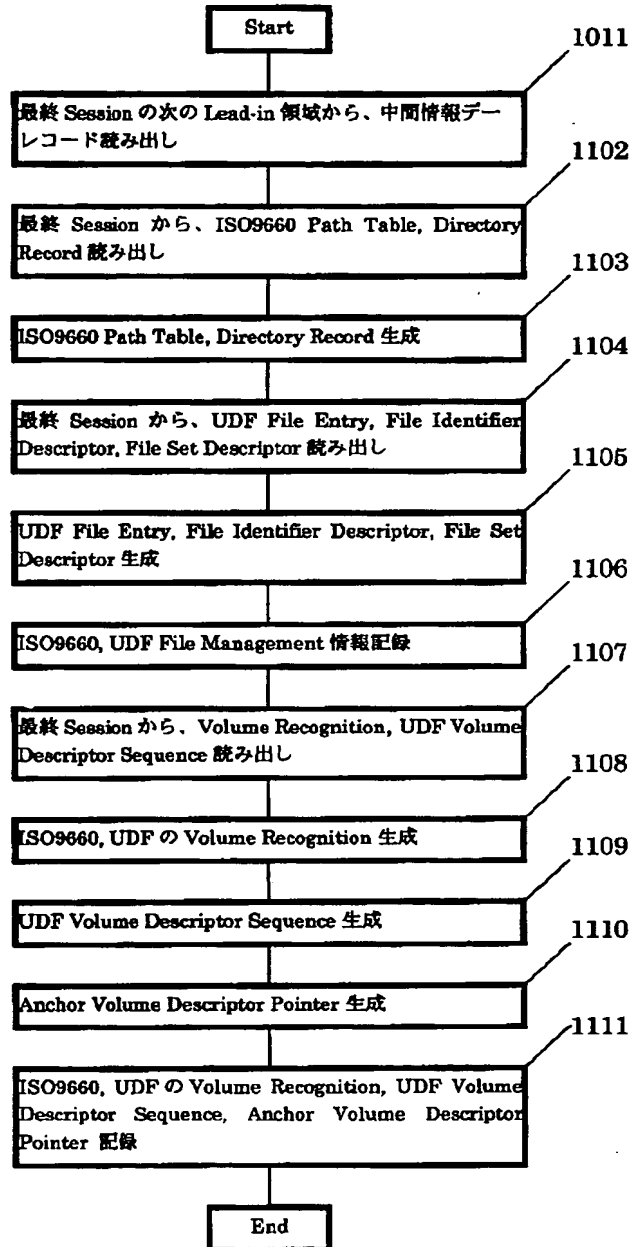 Start
1011
最終 Session の次の Lead-in 領域から、中間情報デー
レコード読み出し
1102
最終 Session から、ISO9660 Path Table, Directory
Record 読み出し
1103
ISO9660 Path Table, Directory Record 生成
1104
最終 Session から、UDF File Entry, File Identifier
Descriptor, File Set Descriptor 読み出し
1105
UDF File Entry, File Identifier Descriptor, File Set
Descriptor 生成
1106
ISO9660, UDF File Management 情報記録
1107
最終 Session から、Volume Recognition, UDF Volume
Descriptor Sequence 読み出し
1108
ISO9660, UDF の Volume Recognition 生成
1109
UDF Volume Descriptor Sequence 生成
1110
Anchor Volume Descriptor Pointer 生成
1111
ISO9660, UDF の Volume Recognition, UDF Volume
Descriptor Sequence, Anchor Volume Descriptor
Pointer 記録
End